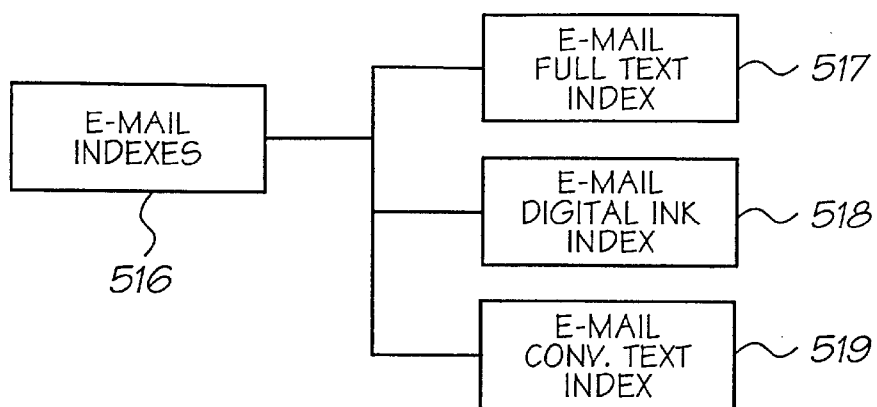 E-MAIL
INDEXES
516
E-MAIL
FULL TEXT
INDEX
517
E-MAIL
DIGITAL INK
INDEX
518
E-MAIL
CONV. TEXT
INDEX
519